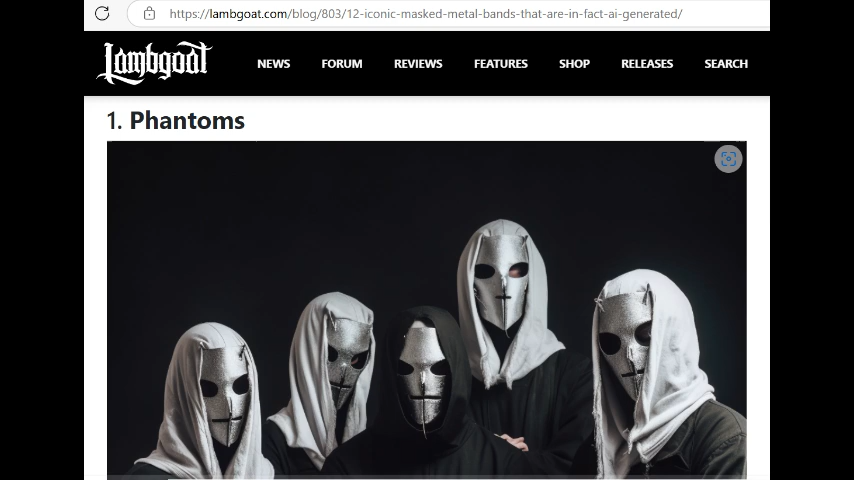 https://lambgoat.com/blog/803/12-iconic-masked-metal-bands-that-are-in-fact-ai-generated/
Lambgoat
NEWS FORUM REVIEWS FEATURES SHOP RELEASES SEARCH
1. Phantoms